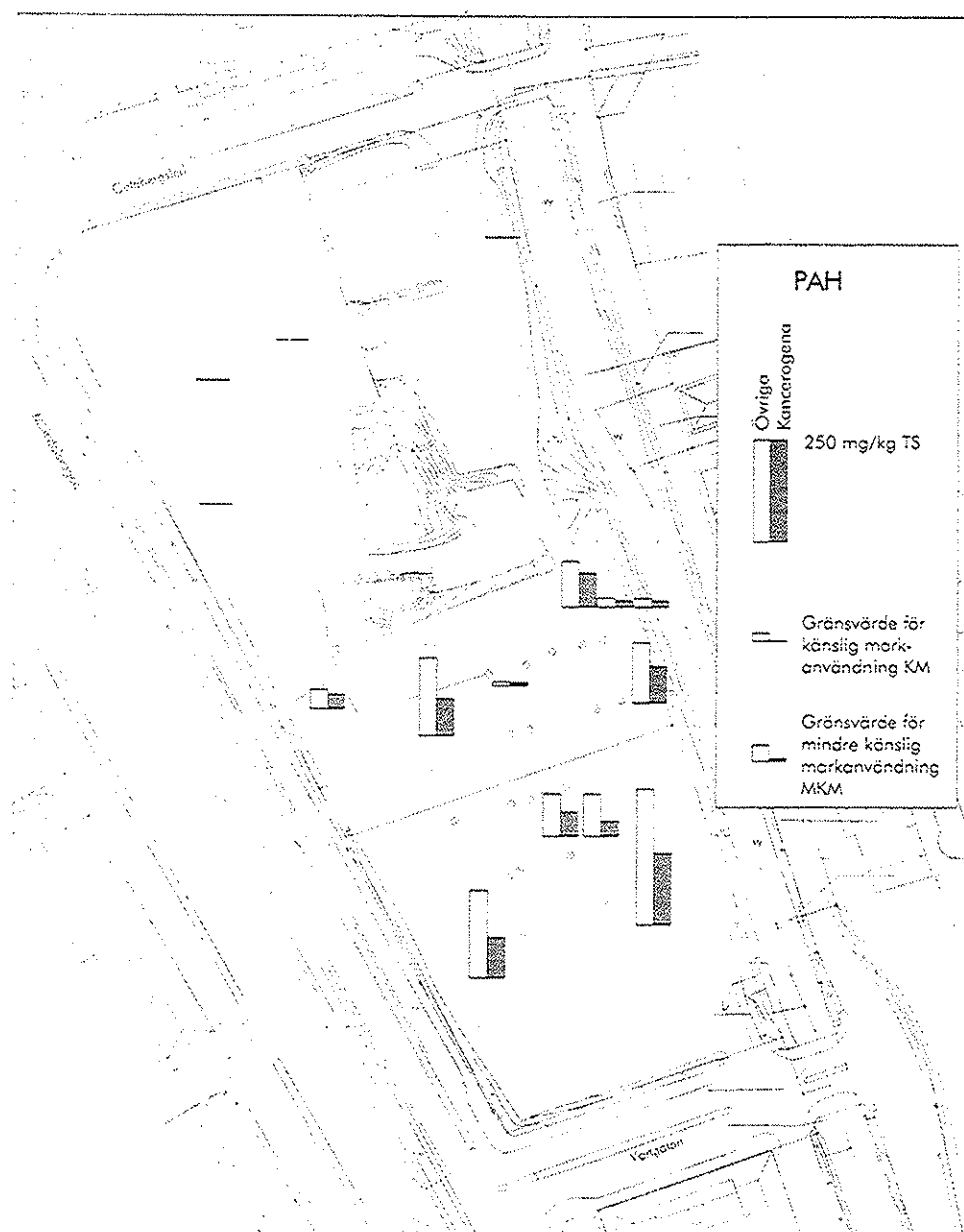 PAH
Övriga
Kancerogena
250 mg/kg TS
Gränsvärde för
känslig mark-
användning KM
Gränsvärde för
mindre känslig
markanvändning
MKM